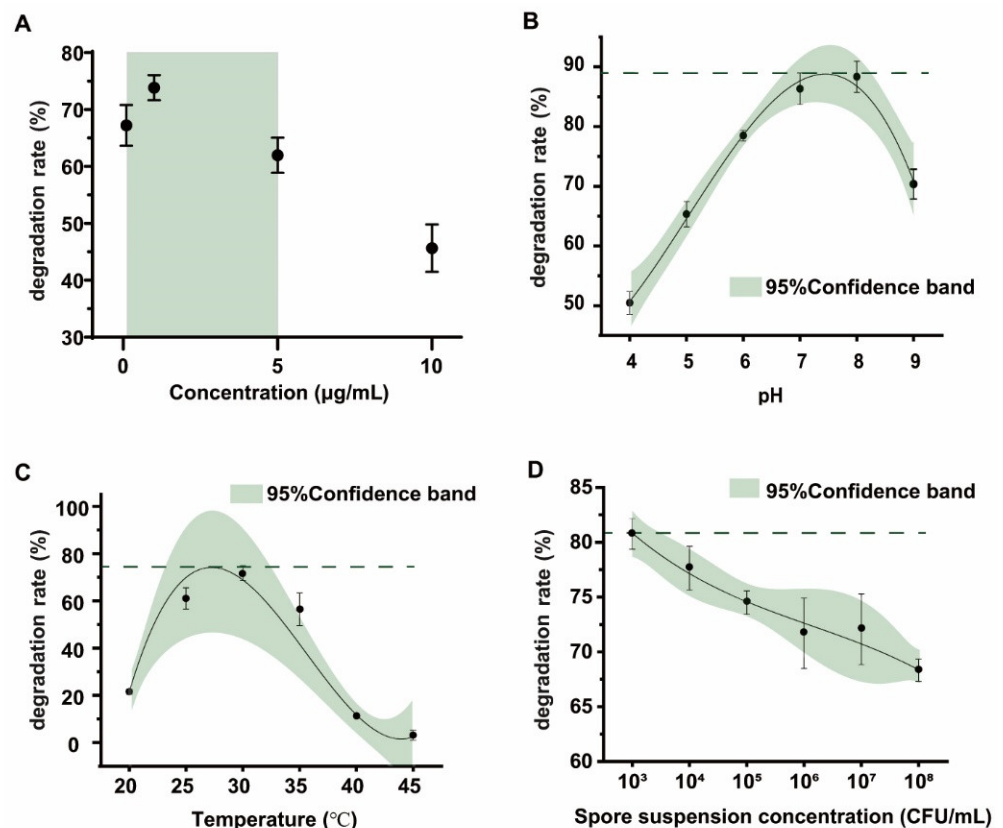 A
degradation rate (%)
80
70
60
50
40
30
0
5
10
Concentration (μg/mL)
B
degradation rate (%)
90
80
70
60
50
95%Confidence band
4
5
6
7
8
9
pH
C
95%Confidence band
degradation rate (%)
100
80
60
40
20
0
20
25
30
35
40
45
Temperature (℃)
D
95%Confidence band
degradation rate (%)
85
80
75
70
65
60
10³
10⁴
10⁵
10⁶
10⁷
10⁸
Spore suspension concentration (CFU/mL)